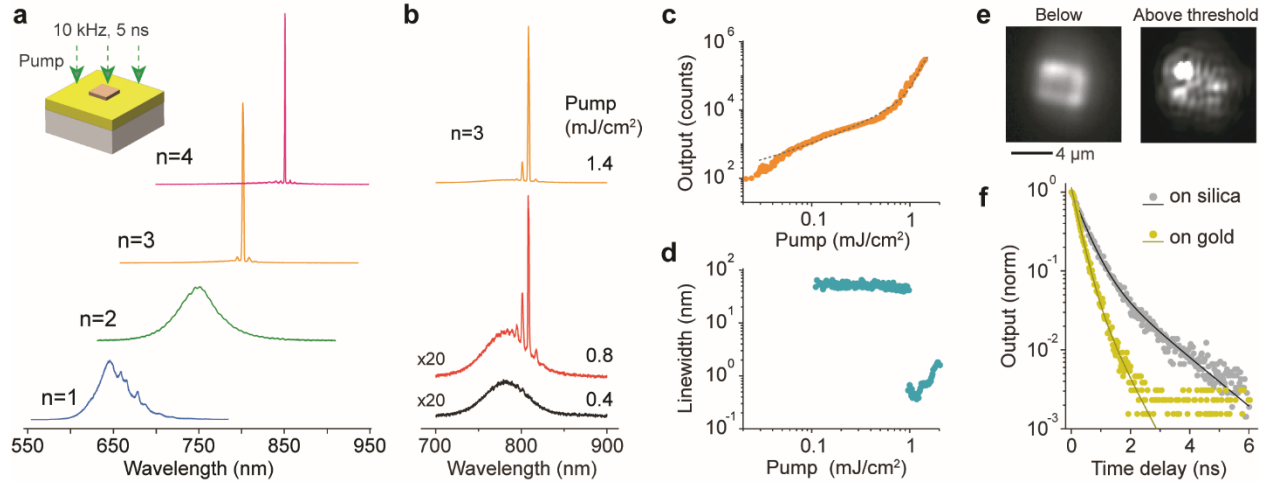 a
10 kHz, 5 ns
Pump
n=4
n=3
n=2
n=1
550 650 750 850 950
Wavelength (nm)
b
n=3
Pump
(mJ/cm²)
1.4
x20
0.8
x20
0.4
700 800 900
Wavelength (nm)
c
Output (counts)
10⁶
10⁴
10²
0.1 1
Pump (mJ/cm²)
d
Linewidth (nm)
10²
10¹
10⁰
10⁻¹
0.1 1
Pump (mJ/cm²)
e
Below Above threshold
4 µm
f
on silica
on gold
Output (norm)
10⁰
10⁻¹
10⁻²
10⁻³
0 2 4 6
Time delay (ns)